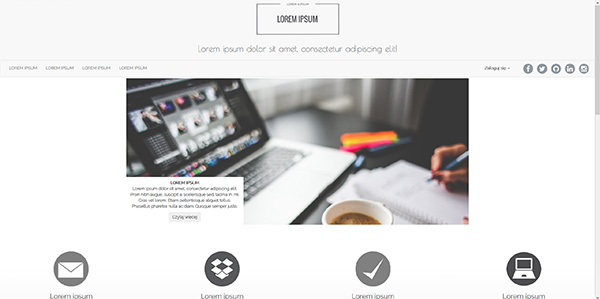 LOREM IPSUM
LOREM IPSUM
Lorem ipsum dolor sit amet, consectetur adipiscing elit!
LOREM IPSUM LOREM IPSUM LOREM IPSUM LOREM IPSUM
Zaloguj się
LOREM IPSUM
Lorem ipsum dolor sit amet, consectetur adipiscing elit.
Proin nibh augue, suscipit a, scelerisque sed, lacinia in, mi.
Cras vel lorem. Etiam pellentesque aliquet tellus.
Phasellus pharetra nulla ac diam. Quisque semper justo
Czytaj więcej
Lorem ipsum Lorem ipsum Lorem ipsum Lorem ipsum